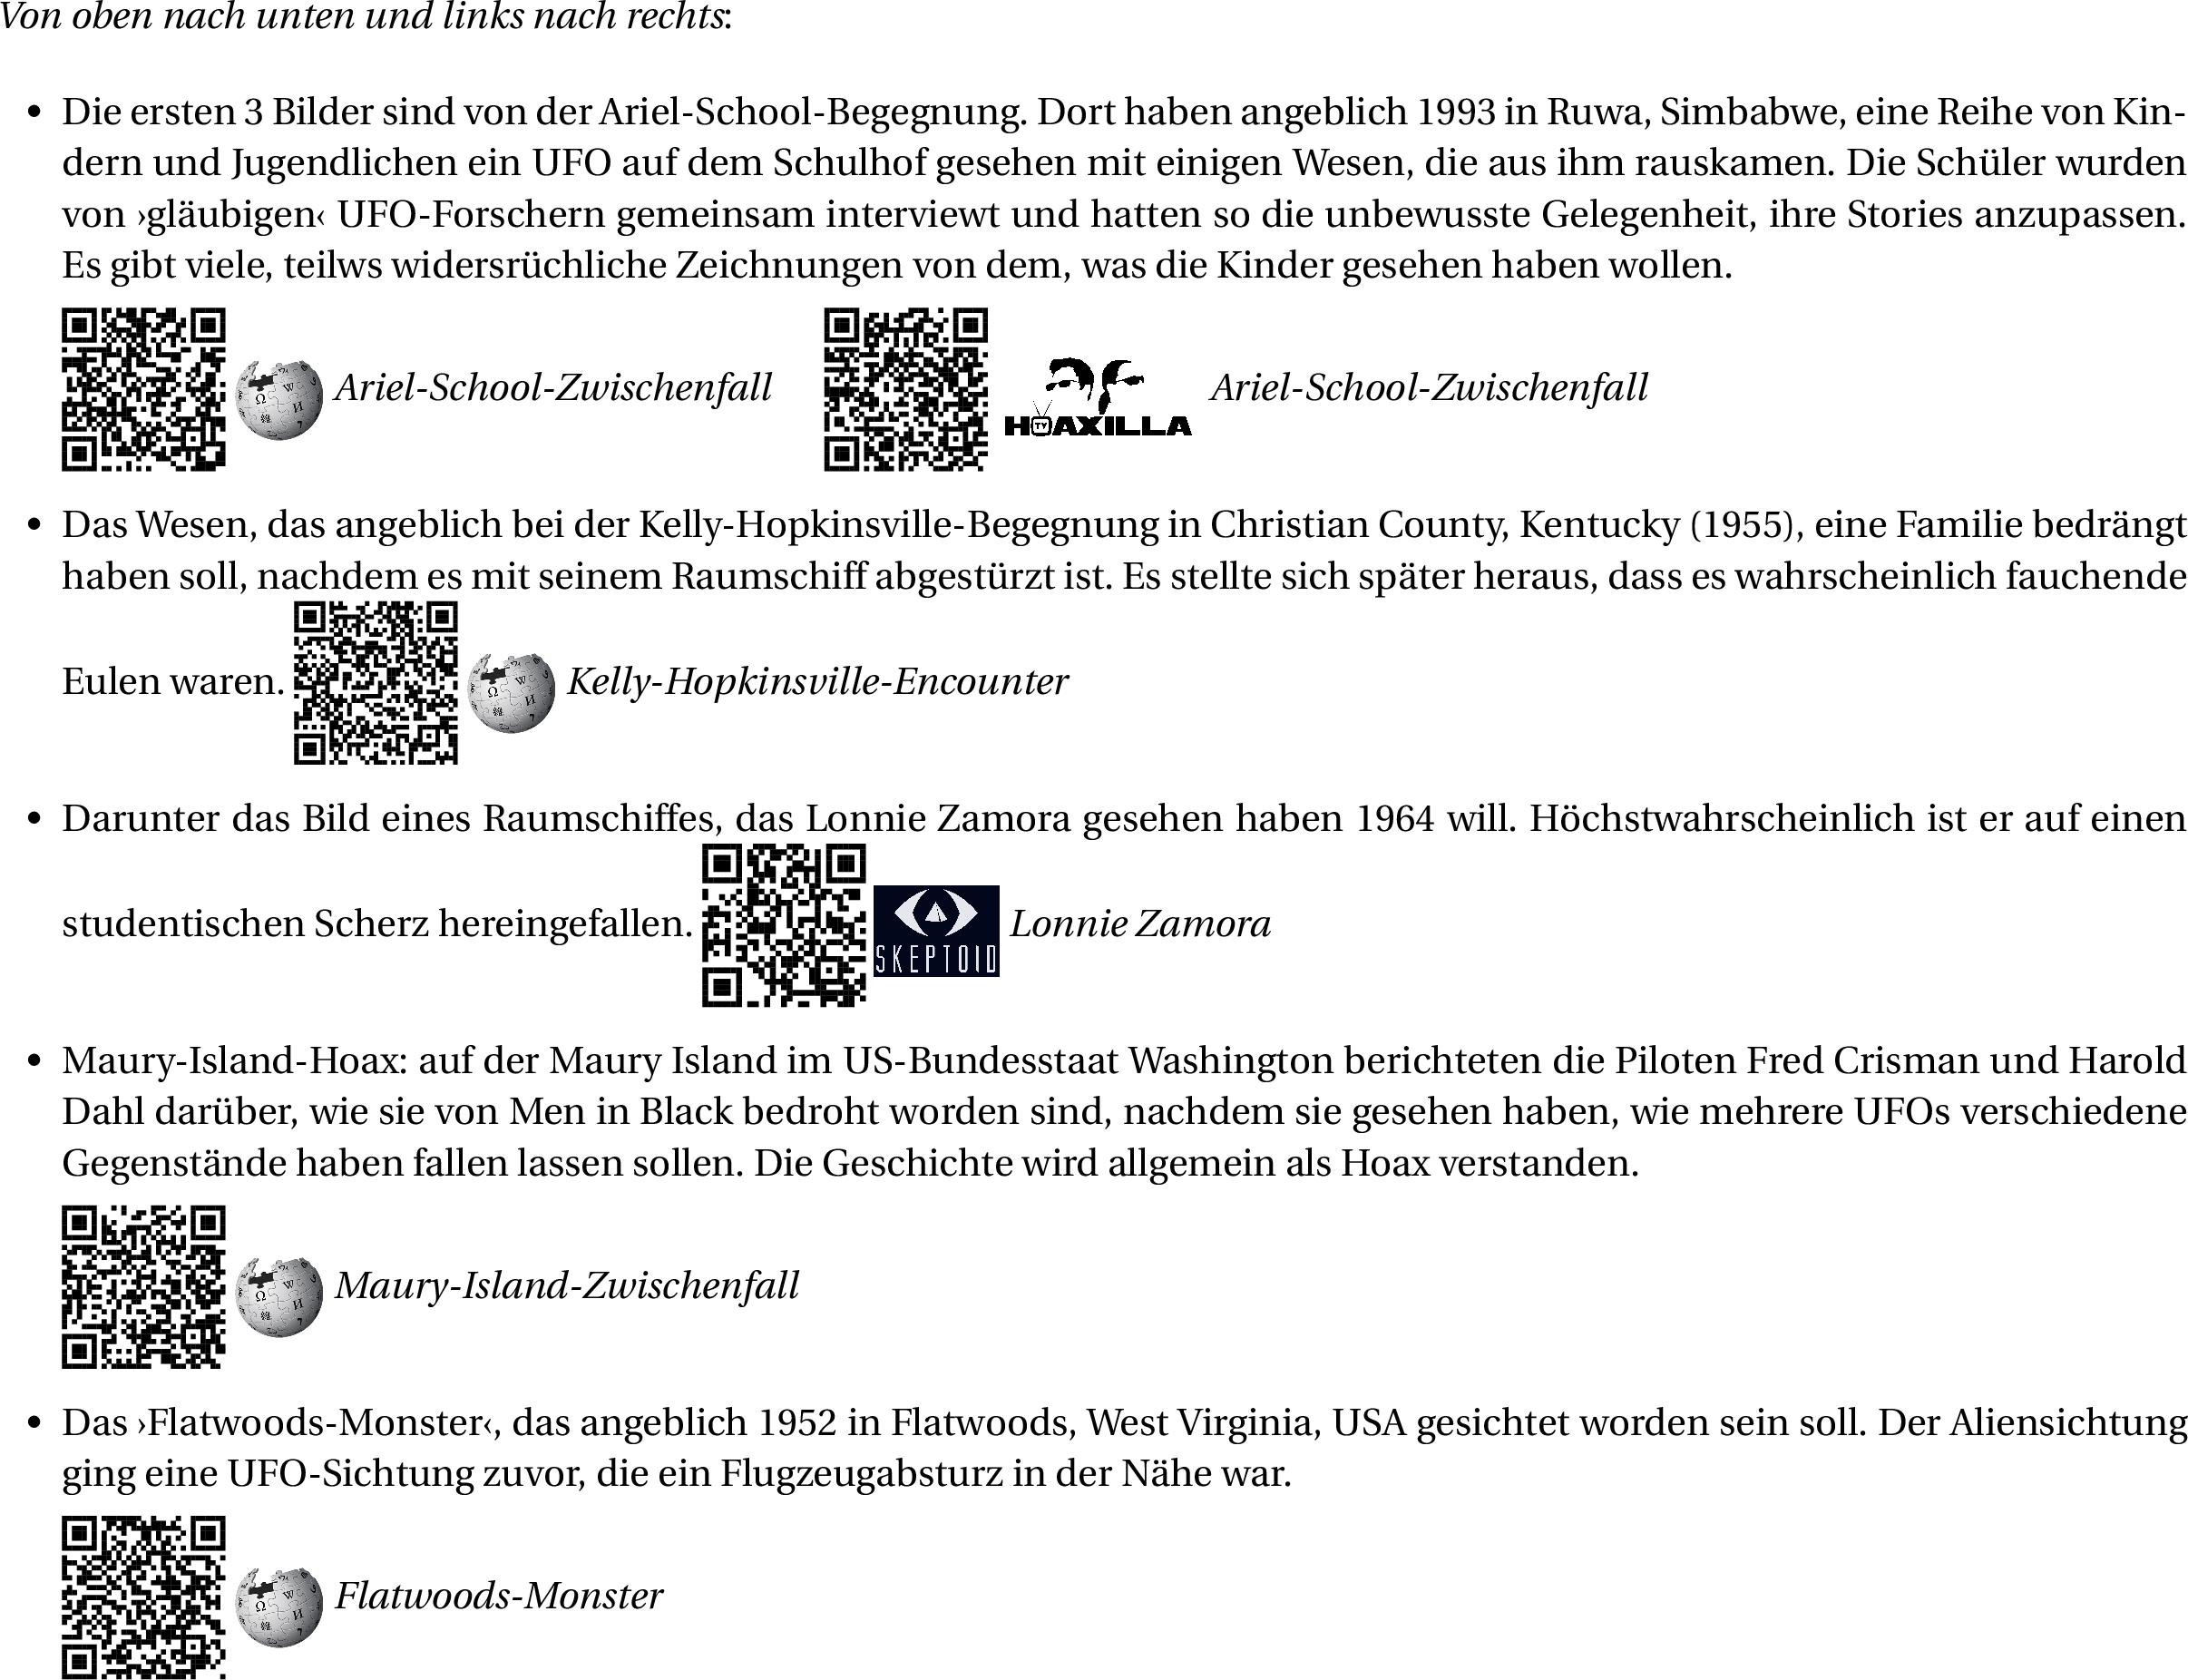 Von oben nach unten und links nach rechts:
• Die ersten 3 Bilder sind von der Ariel-School-Begegnung. Dort haben angeblich 1993 in Ruwa, Simbabwe, eine Reihe von Kin-
dern und Jugendlichen ein UFO auf dem Schulhof gesehen mit einigen Wesen, die aus ihm rauskamen. Die Schüler wurden
von ›gläubigen‹ UFO-Forschern gemeinsam interviewt und hatten so die unbewusste Gelegenheit, ihre Stories anzupassen.
Es gibt viele, teilws widersrüchliche Zeichnungen von dem, was die Kinder gesehen haben wollen.
Ariel-School-Zwischenfall HOAXILLA TV Ariel-School-Zwischenfall
• Das Wesen, das angeblich bei der Kelly-Hopkinsville-Begegnung in Christian County, Kentucky (1955), eine Familie bedrängt
haben soll, nachdem es mit seinem Raumschiff abgestürzt ist. Es stellte sich später heraus, dass es wahrscheinlich fauchende
Eulen waren. Kelly-Hopkinsville-Encounter
• Darunter das Bild eines Raumschiffes, das Lonnie Zamora gesehen haben 1964 will. Höchstwahrscheinlich ist er auf einen
studentischen Scherz hereingefallen. SKEPTOID Lonnie Zamora
• Maury-Island-Hoax: auf der Maury Island im US-Bundesstaat Washington berichteten die Piloten Fred Crisman und Harold
Dahl darüber, wie sie von Men in Black bedroht worden sind, nachdem sie gesehen haben, wie mehrere UFOs verschiedene
Gegenstände haben fallen lassen sollen. Die Geschichte wird allgemein als Hoax verstanden.
Maury-Island-Zwischenfall
• Das ›Flatwoods-Monster‹, das angeblich 1952 in Flatwoods, West Virginia, USA gesichtet worden sein soll. Der Aliensichtung
ging eine UFO-Sichtung zuvor, die ein Flugzeugabsturz in der Nähe war.
Flatwoods-Monster